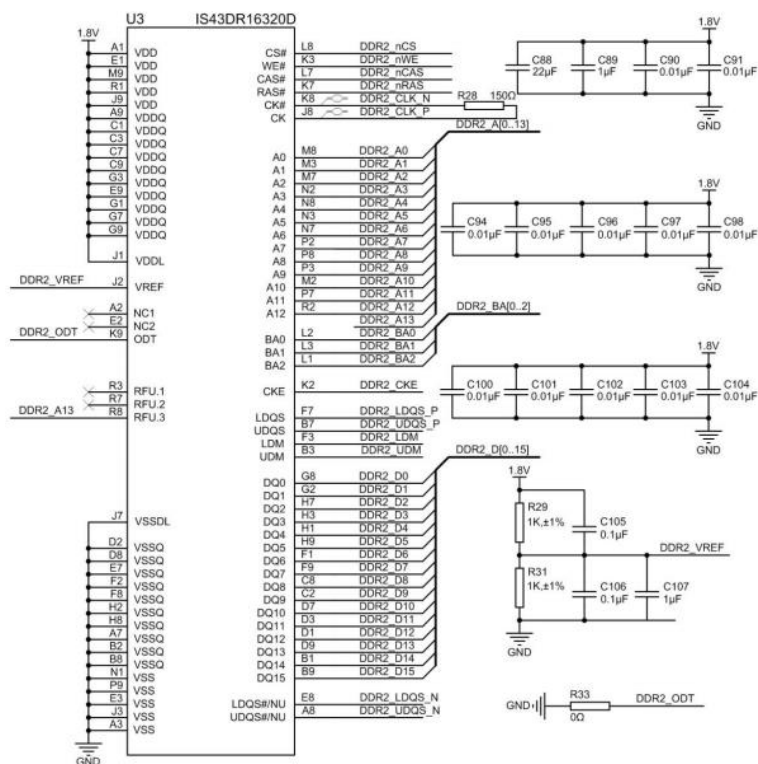 U3 IS43DR16320D
1.8V
A1 VDD
E1 VDD
M9 VDD
R1 VDD
J9 VDD
A9 VDDQ
C1 VDDQ
C3 VDDQ
C7 VDDQ
C9 VDDQ
G3 VDDQ
E9 VDDQ
G1 VDDQ
G7 VDDQ
G9 VDDQ
J1 VDDL
DDR2_VREF J2 VREF
A2 NC1
E2 NC2
DDR2_ODT K9 ODT
R3 RFU.1
R7 RFU.2
DDR2_A13 R8 RFU.3
J7 VSSDL
D2 VSSQ
D8 VSSQ
E7 VSSQ
F2 VSSQ
F8 VSSQ
H2 VSSQ
H8 VSSQ
A7 VSSQ
B2 VSSQ
B8 VSSQ
N1 VSS
P9 VSS
E3 VSS
J3 VSS
A3 VSS
GND
CS# L8 DDR2_nCS
WE# K3 DDR2_nWE
CAS# L7 DDR2_nCAS
RAS# K7 DDR2_nRAS
CK# K8 DDR2_CLK_N R28 150Ω
CK J8 DDR2_CLK_P
DDR2_A[0..13]
A0 M8 DDR2_A0
A1 M3 DDR2_A1
A2 M7 DDR2_A2
A3 N2 DDR2_A3
A4 N8 DDR2_A4
A5 N3 DDR2_A5
A6 N7 DDR2_A6
A7 P2 DDR2_A7
A8 P8 DDR2_A8
A9 P3 DDR2_A9
A10 M2 DDR2_A10
A11 P7 DDR2_A11
A12 R2 DDR2_A12
DDR2_A13
DDR2_BA[0..2]
BA0 L2 DDR2_BA0
BA1 L3 DDR2_BA1
BA2 L1 DDR2_BA2
CKE K2 DDR2_CKE
LDQS F7 DDR2_LDQS_P
UDQS B7 DDR2_UDQS_P
LDM F3 DDR2_LDM
UDM B3 DDR2_UDM
DDR2_D[0..15]
DQ0 G8 DDR2_D0
DQ1 G2 DDR2_D1
DQ2 H7 DDR2_D2
DQ3 H3 DDR2_D3
DQ4 H1 DDR2_D4
DQ5 H9 DDR2_D5
DQ6 F1 DDR2_D6
DQ7 F9 DDR2_D7
DQ8 C8 DDR2_D8
DQ9 C2 DDR2_D9
DQ10 D7 DDR2_D10
DQ11 D3 DDR2_D11
DQ12 D1 DDR2_D12
DQ13 D9 DDR2_D13
DQ14 B1 DDR2_D14
DQ15 B9 DDR2_D15
LDQS#/NU E8 DDR2_LDQS_N
UDQS#/NU A8 DDR2_UDQS_N
1.8V
C88 C89 C90 C91
22µF 1µF 0.01µF 0.01µF
GND
1.8V
C94 C95 C96 C97 C98
0.01µF 0.01µF 0.01µF 0.01µF 0.01µF
GND
1.8V
C100 C101 C102 C103 C104
0.01µF 0.01µF 0.01µF 0.01µF 0.01µF
GND
1.8V
R29
1K,±1%
C105
0.1µF
DDR2_VREF
R31
1K,±1%
C106 C107
0.1µF 1µF
GND
GND R33 DDR2_ODT
0Ω